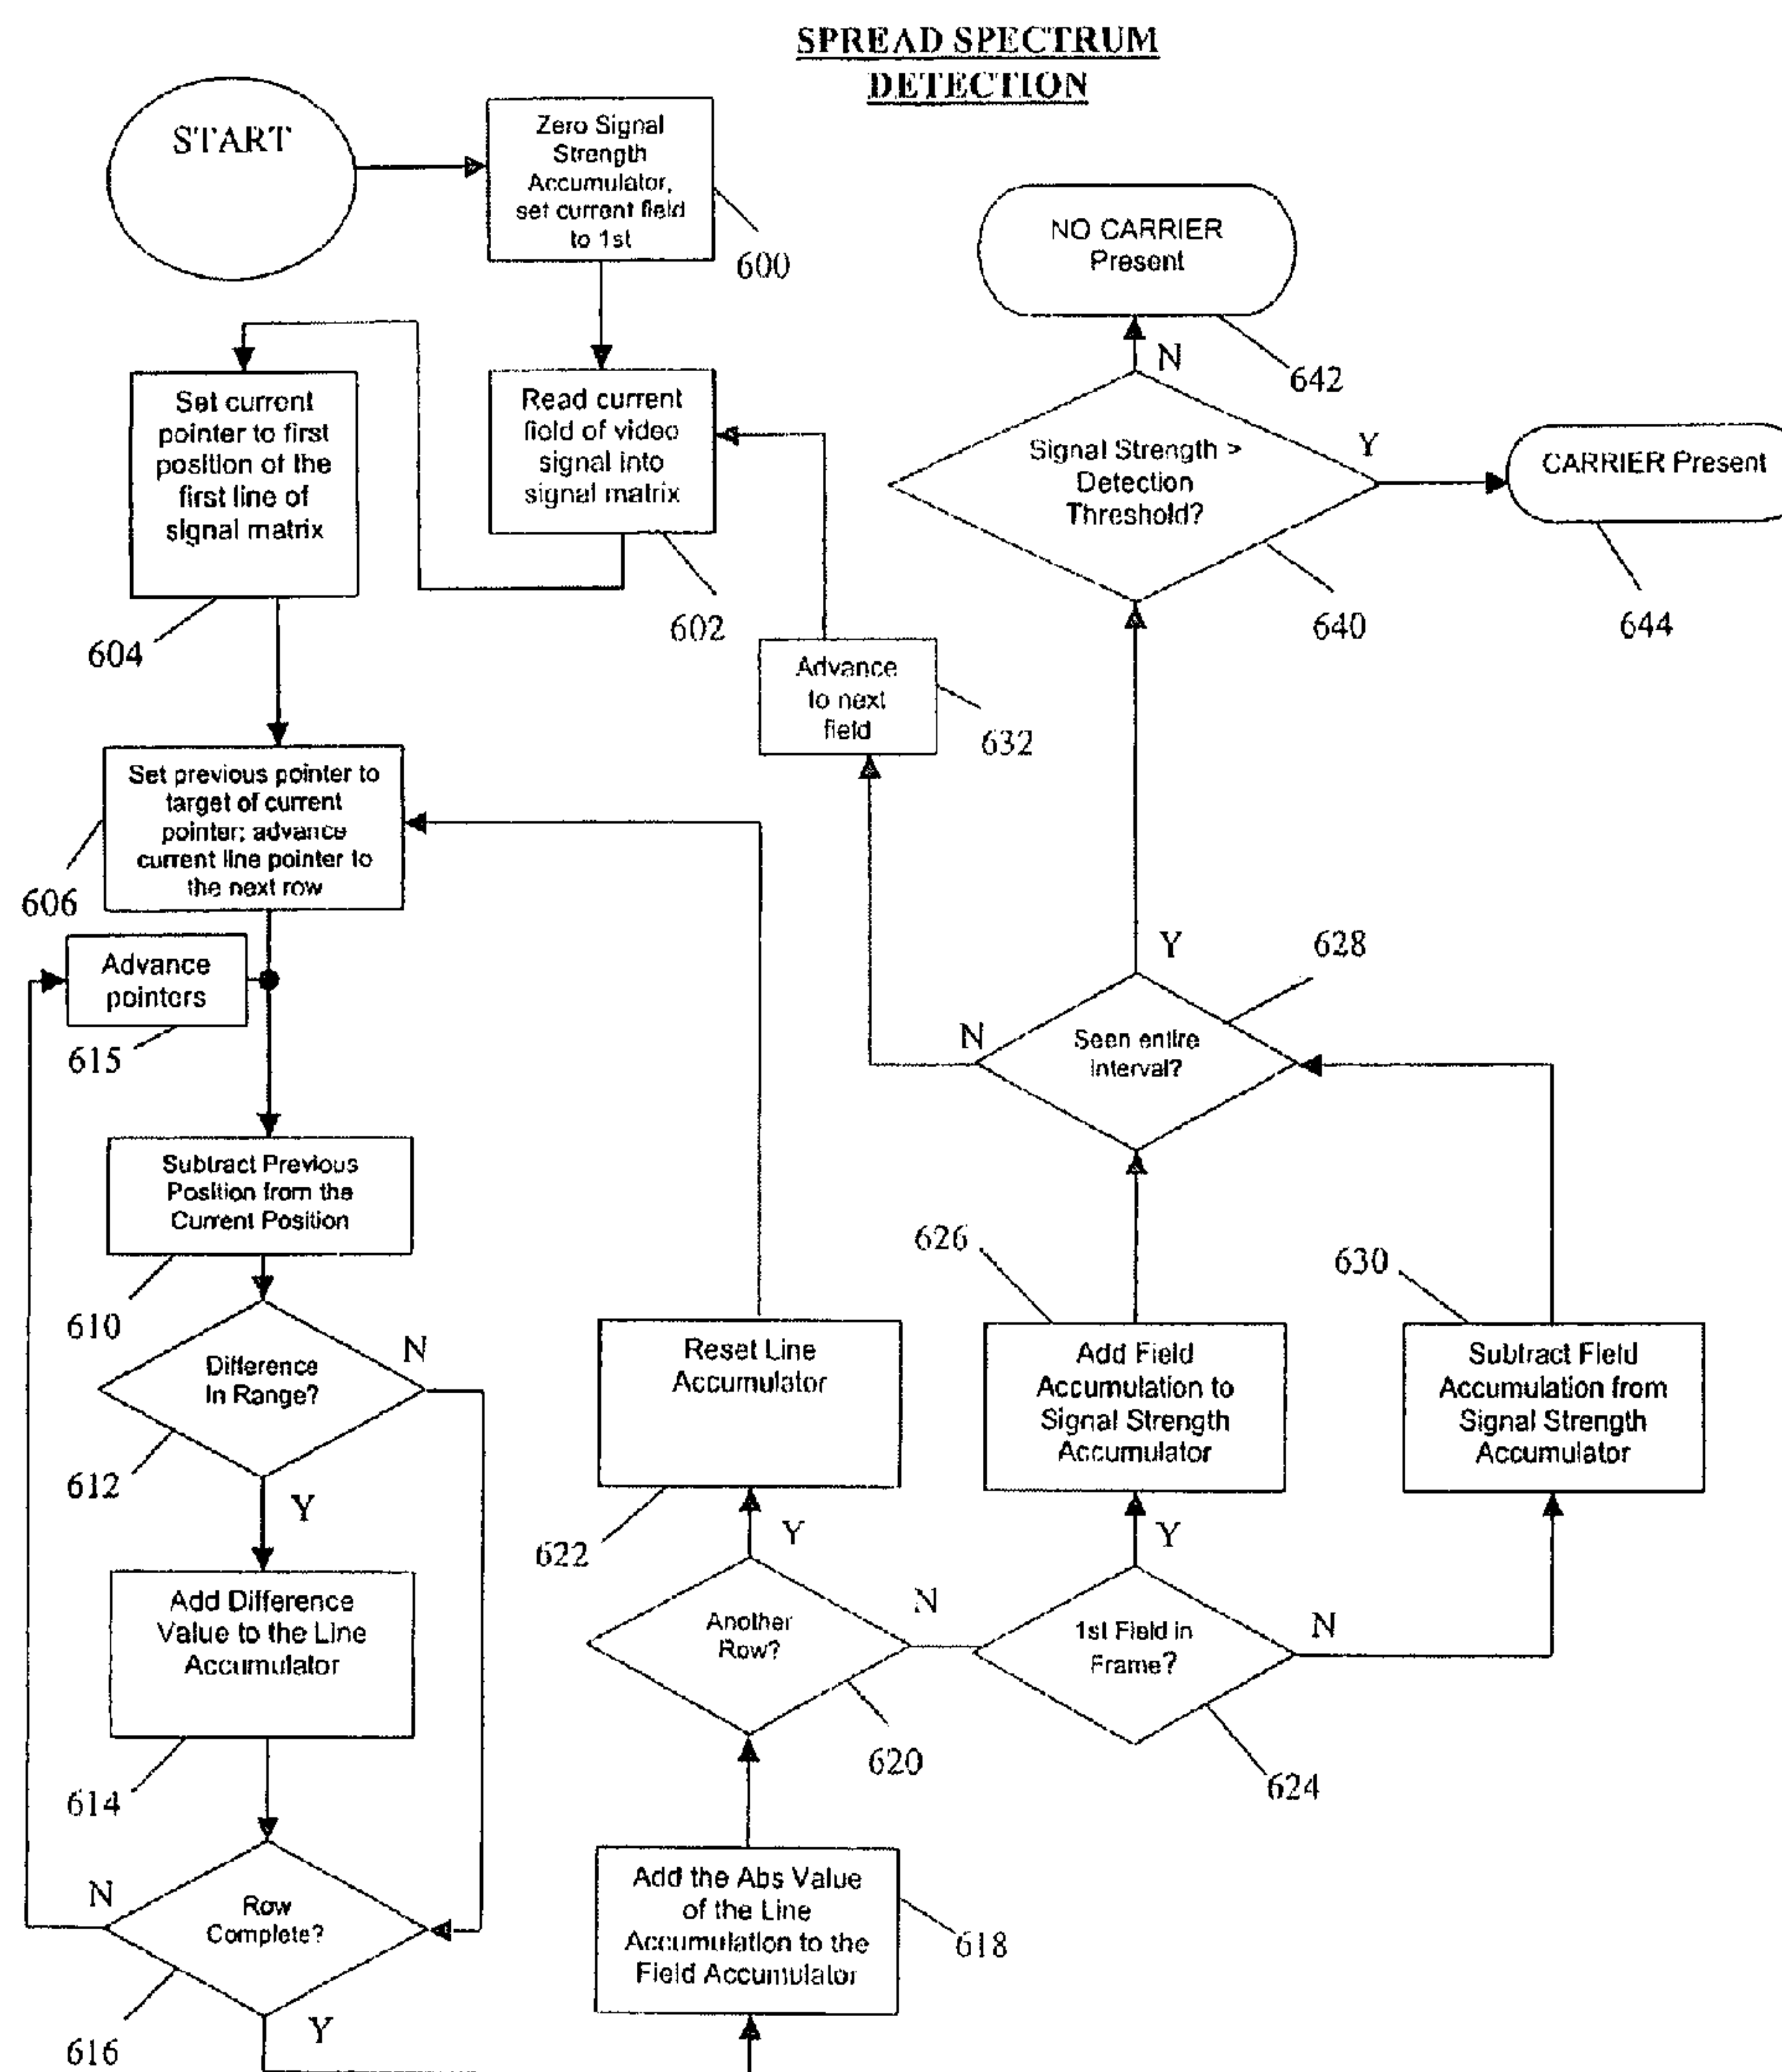 SPREAD SPECTRUM
DETECTION
START
Zero Signal
Strength
Accumulator,
set current field
to 1st
600
NO CARRIER
Present
642
N
Set current
pointer to first
position of the
first line of
signal matrix
604
Read current
field of video
signal into
signal matrix
602
Signal Strength >
Detection
Threshold?
640
Y
CARRIER Present
644
Advance
to next
field
632
Set previous pointer to
target of current
pointer; advance
current line pointer to
the next row
606
Advance
pointers
615
Y
628
N
Seen entire
interval?
Subtract Previous
Position from the
Current Position
610
626
630
N
Difference
In Range?
612
Y
Reset Line
Accumulator
622
Add Field
Accumulation to
Signal Strength
Accumulator
Subtract Field
Accumulation from
Signal Strength
Accumulator
Y
Y
Add Difference
Value to the Line
Accumulator
614
Another
Row?
N
620
1st Field in
Frame?
N
624
N
Row
Complete?
616
Y
Add the Abs Value
of the Line
Accumulation to the
Field Accumulator
618